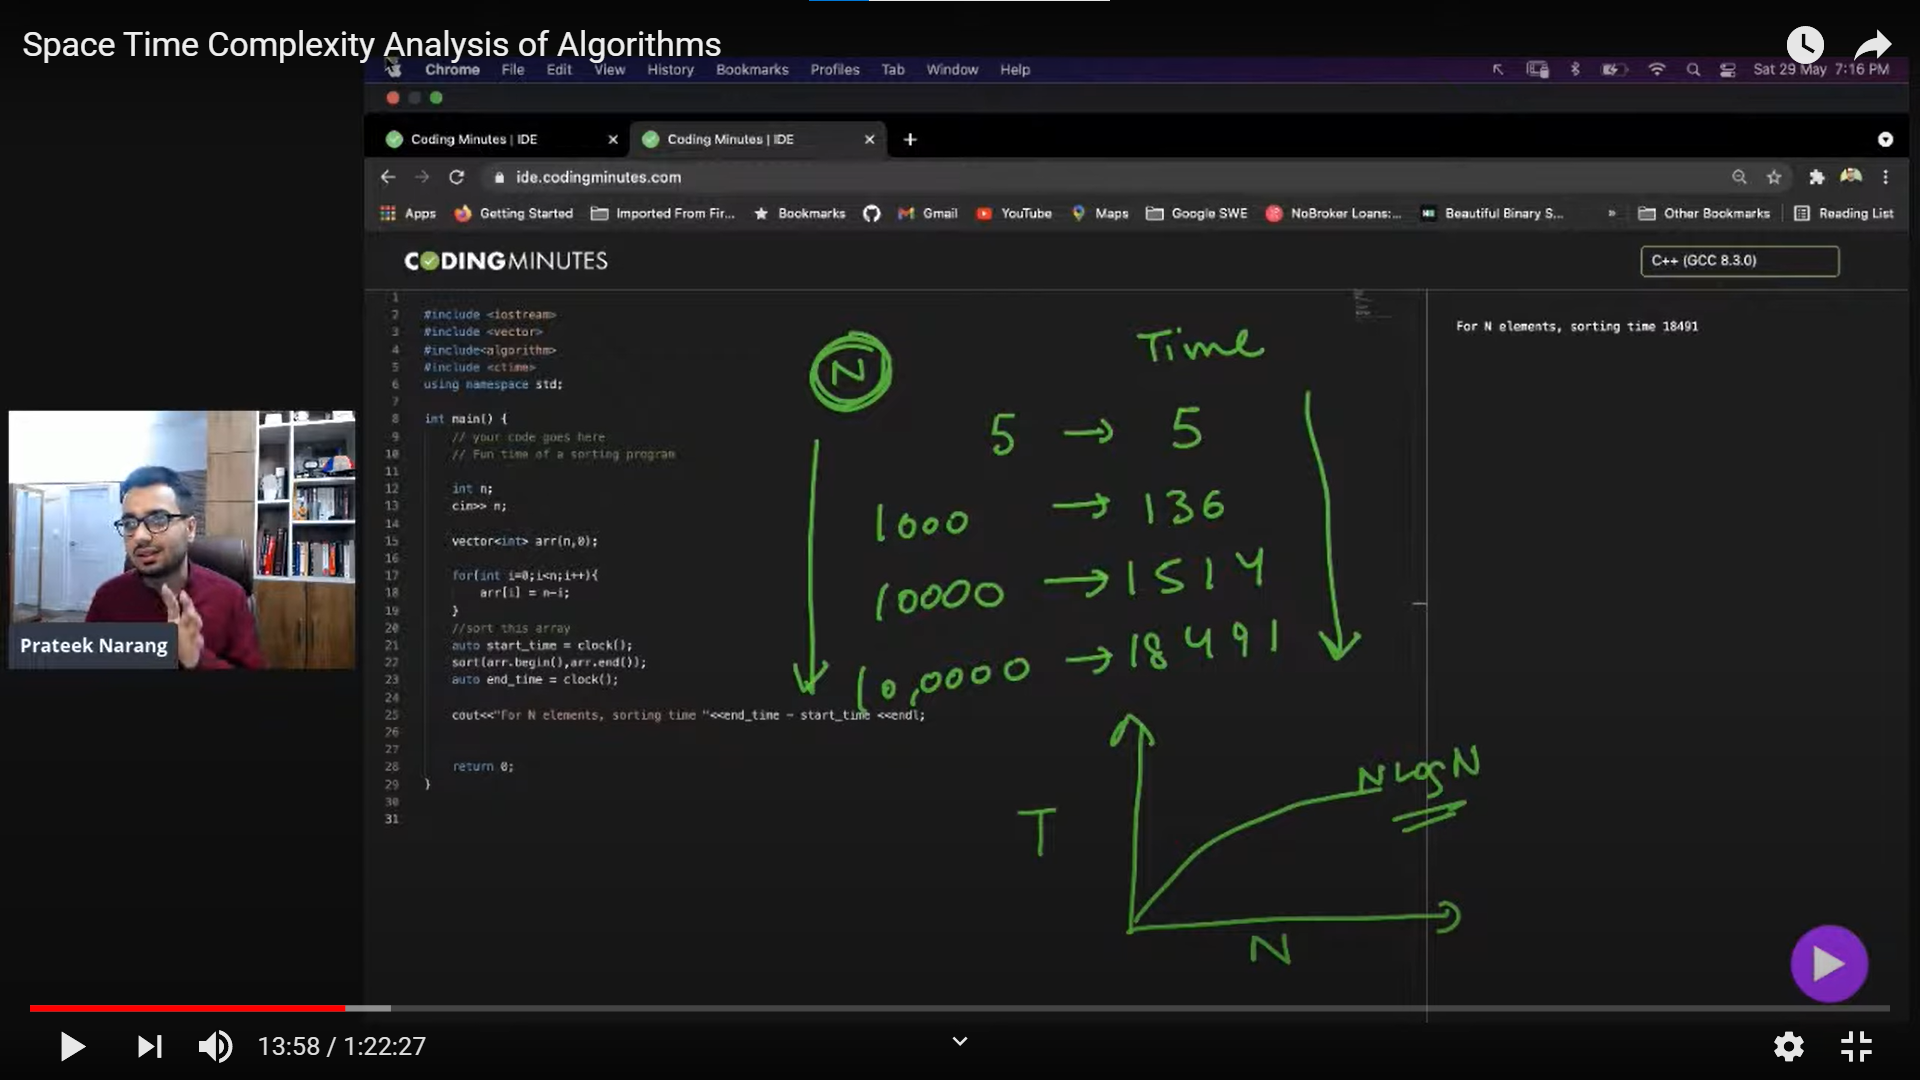 Space Time Complexity Analysis of Algorithms
Chrome File Edit View History Bookmarks Profiles Tab Window Help
Sat 29 May 7:16 PM
Coding Minutes | IDE
Coding Minutes | IDE
ide.codingminutes.com
Apps Getting Started Imported From Fir... Bookmarks Gmail YouTube Maps Google SWE NoBroker Loans:... Beautiful Binary S... » Other Bookmarks Reading List
CODINGMINUTES
C++ (GCC 8.3.0)
1
2 #include <iostream>
3 #include <vector>
4 #include<algorithm>
5 #include <ctime>
6 using namespace std;
7
8 int main() {
9 // your code goes here
10 // Fun time of a sorting program
11
12 int n;
13 cin>> n;
14
15 vector<int> arr(n,0);
16
17 for(int i=0;i<n;i++){
18 arr[i] = n-i;
19 }
20 //sort this array
21 auto start_time = clock();
22 sort(arr.begin(),arr.end());
23 auto end_time = clock();
24
25 cout<<"For N elements, sorting time "<<end_time - start_time <<endl;
26
27
28 return 0;
29 }
30
31
For N elements, sorting time 18491
N Time
5 → 5
1000 → 136
10000 → 1514
10,0000 → 18491
T
N Log N
N
Prateek Narang
13:58 / 1:22:27